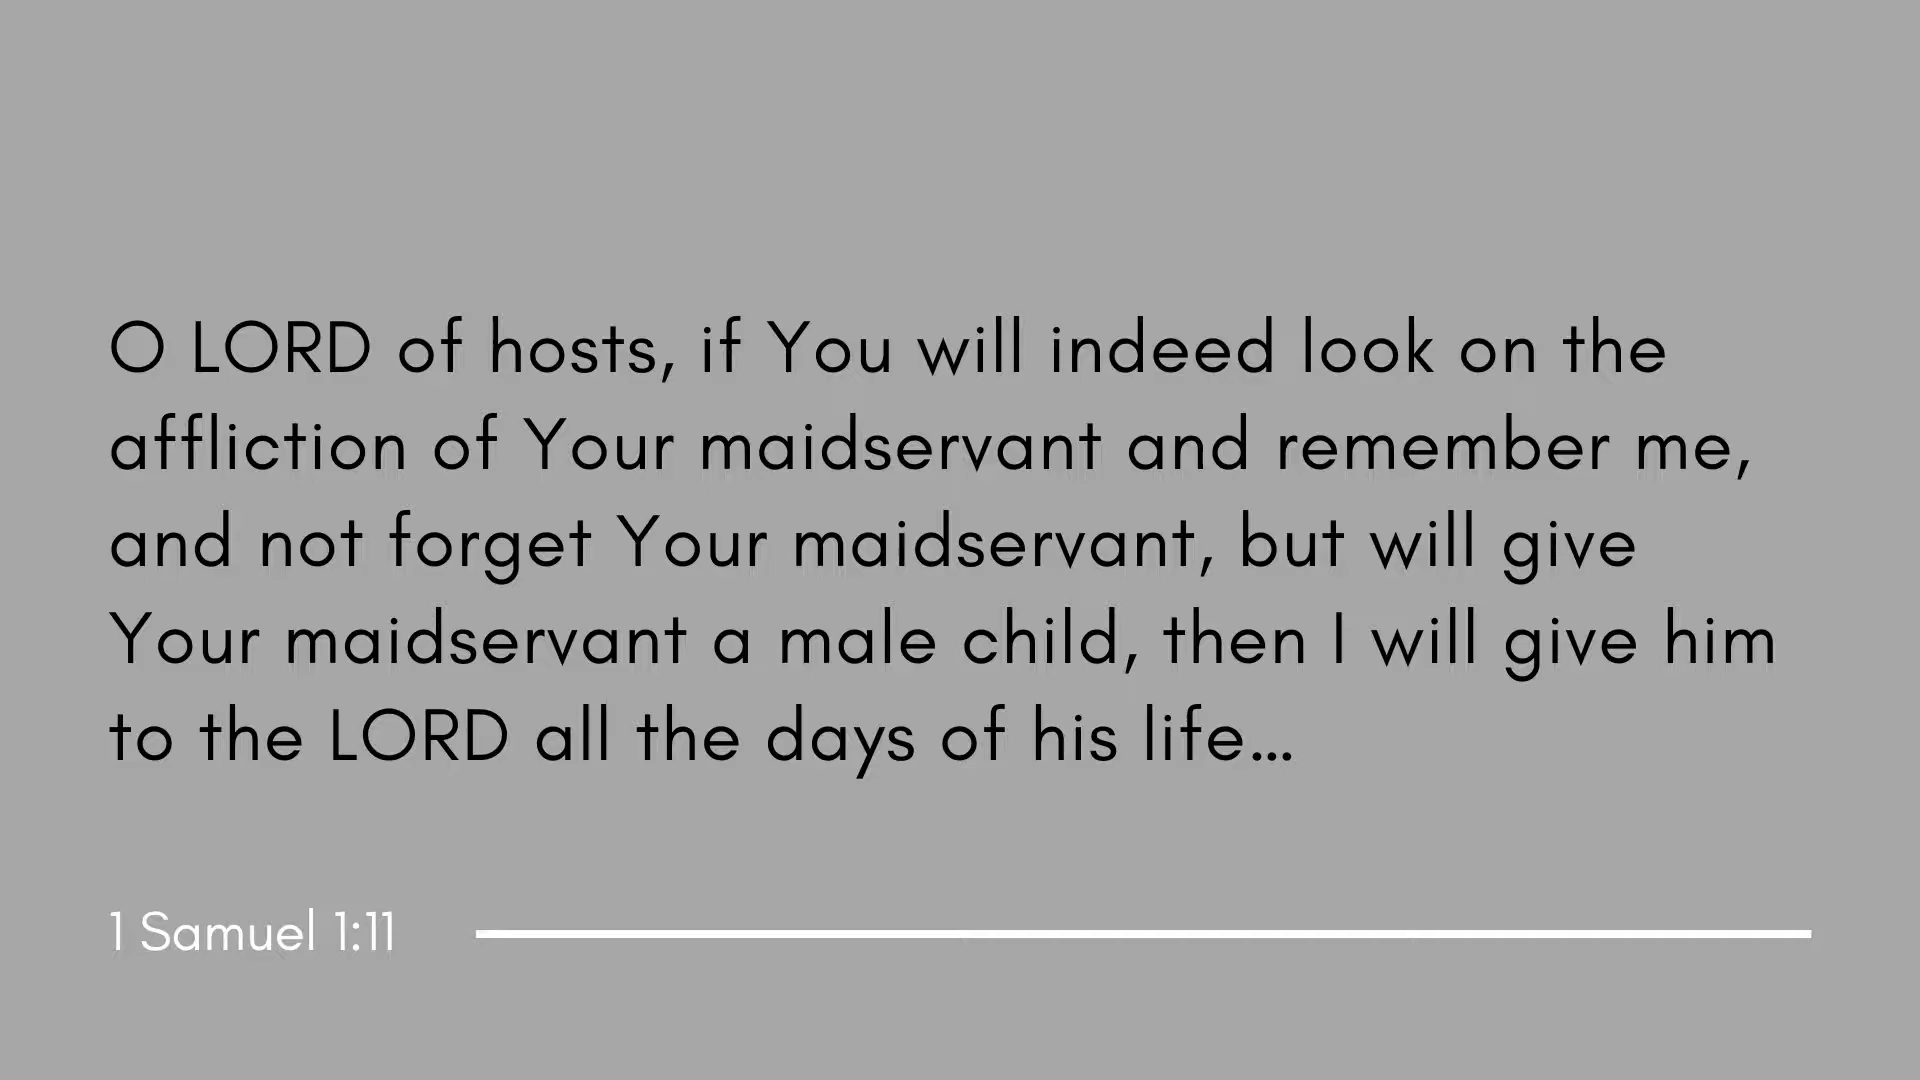 O LORD of hosts, if You will indeed look on the
affliction of Your maidservant and remember me,
and not forget Your maidservant, but will give
Your maidservant a male child, then I will give him
to the LORD all the days of his life...
1 Samuel 1:11